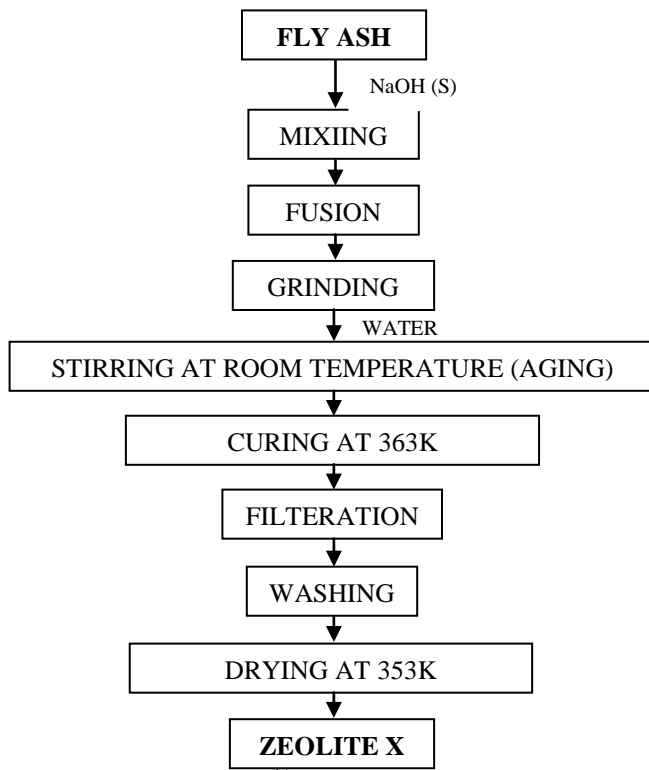 FLY ASH
NaOH (S)
MIXIING
FUSION
GRINDING
WATER
STIRRING AT ROOM TEMPERATURE (AGING)
CURING AT 363K
FILTERATION
WASHING
DRYING AT 353K
ZEOLITE X